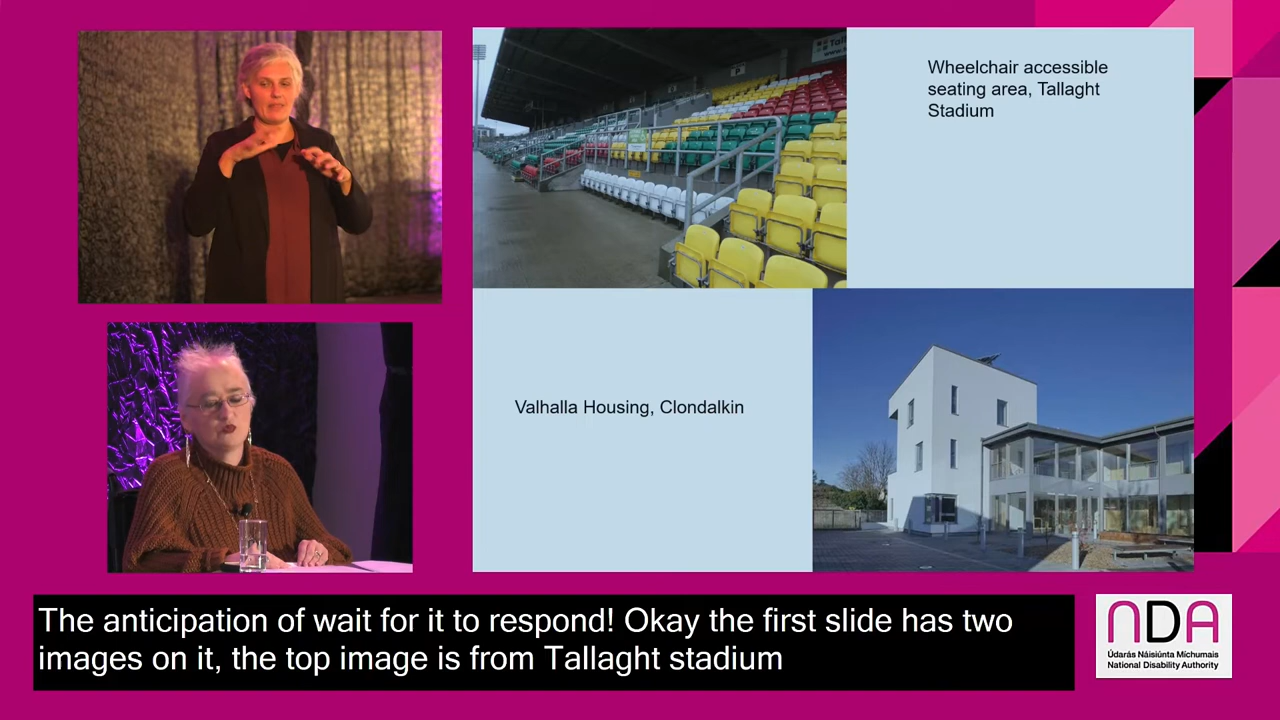 Wheelchair accessible
seating area, Tallaght
Stadium
Valhalla Housing, Clondalkin
The anticipation of wait for it to respond! Okay the first slide has two
images on it, the top image is from Tallaght stadium
NDA
Údarás Náisiúnta Míchumais
National Disability Authority
P